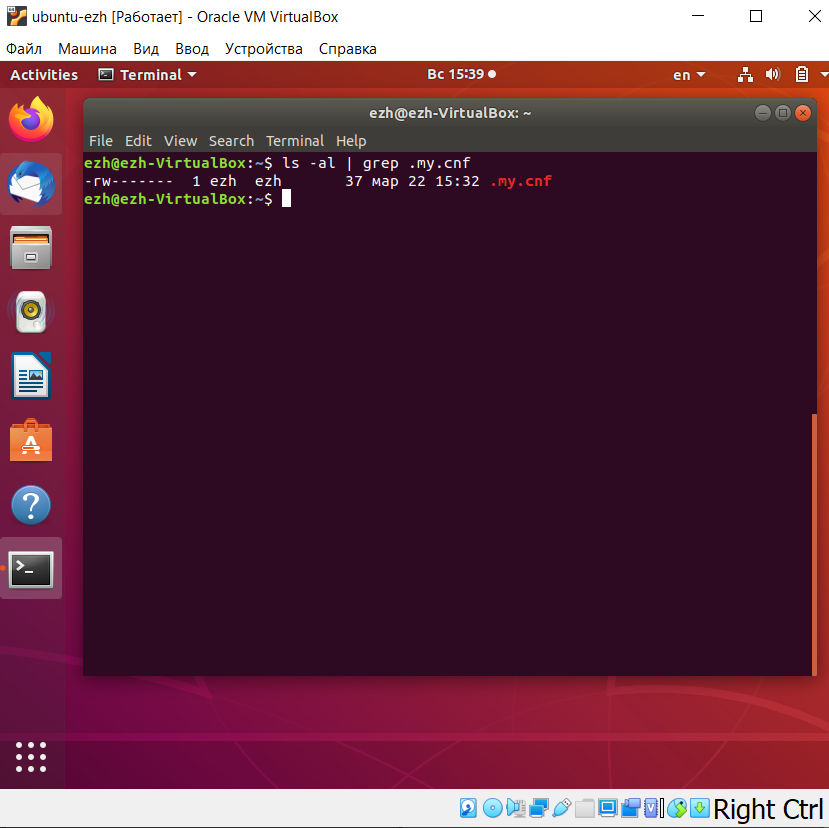 ubuntu-ezh [Работает] - Oracle VM VirtualBox
Файл Машина Вид Ввод Устройства Справка
Activities Terminal Вс 15:39 en
ezh@ezh-VirtualBox: ~
File Edit View Search Terminal Help
ezh@ezh-VirtualBox:~$ ls -al | grep .my.cnf
-rw------- 1 ezh ezh 37 мар 22 15:32 .my.cnf
ezh@ezh-VirtualBox:~$
Right Ctrl